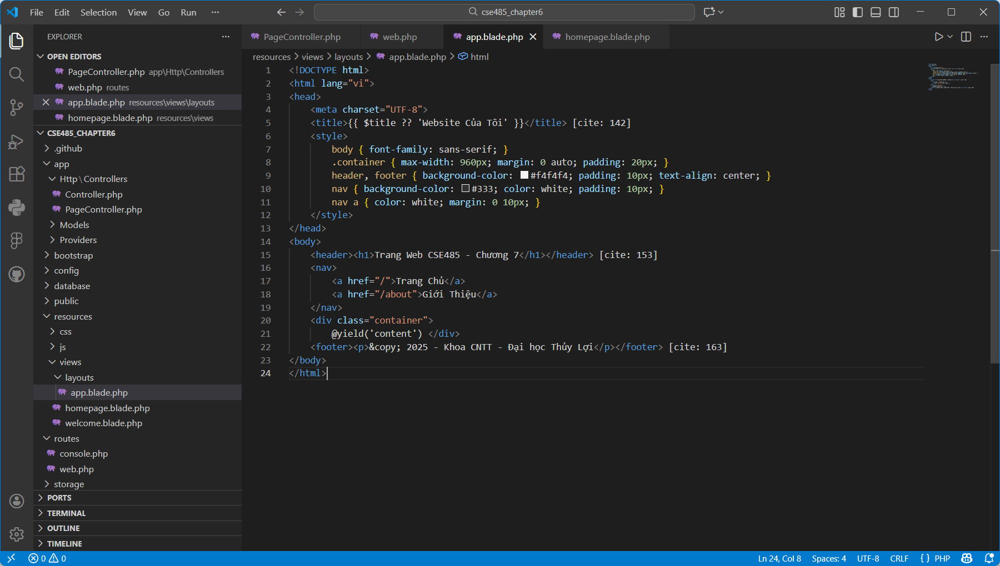 File Edit Selection View Go Run ···
cse485_chapter6
EXPLORER ···
OPEN EDITORS
PageController.php app\Http\Controllers
web.php routes
app.blade.php resources\views\layouts
homepage.blade.php resources\views
CSE485_CHAPTER6
.github
app
Http\Controllers
Controller.php
PageController.php
Models
Providers
bootstrap
config
database
public
resources
css
js
views
layouts
app.blade.php
homepage.blade.php
welcome.blade.php
routes
console.php
web.php
storage
PORTS
TERMINAL
OUTLINE
TIMELINE
PageController.php web.php app.blade.php homepage.blade.php
resources > views > layouts > app.blade.php > html
1 <!DOCTYPE html>
2 <html lang="vi">
3 <head>
4 <meta charset="UTF-8">
5 <title>{{ $title ?? 'Website Của Tôi' }}</title> [cite: 142]
6 <style>
7 body { font-family: sans-serif; }
8 .container { max-width: 960px; margin: 0 auto; padding: 20px; }
9 header, footer { background-color: #f4f4f4; padding: 10px; text-align: center; }
10 nav { background-color: #333; color: white; padding: 10px; }
11 nav a { color: white; margin: 0 10px; }
12 </style>
13 </head>
14 <body>
15 <header><h1>Trang Web CSE485 - Chương 7</h1></header> [cite: 153]
16 <nav>
17 <a href="/">Trang Chủ</a>
18 <a href="/about">Giới Thiệu</a>
19 </nav>
20 <div class="container">
21 @yield('content') </div>
22 <footer><p>&copy; 2025 - Khoa CNTT - Đại học Thủy Lợi</p></footer> [cite: 163]
23 </body>
24 </html>
0 0
Ln 24, Col 8 Spaces: 4 UTF-8 CRLF {} PHP